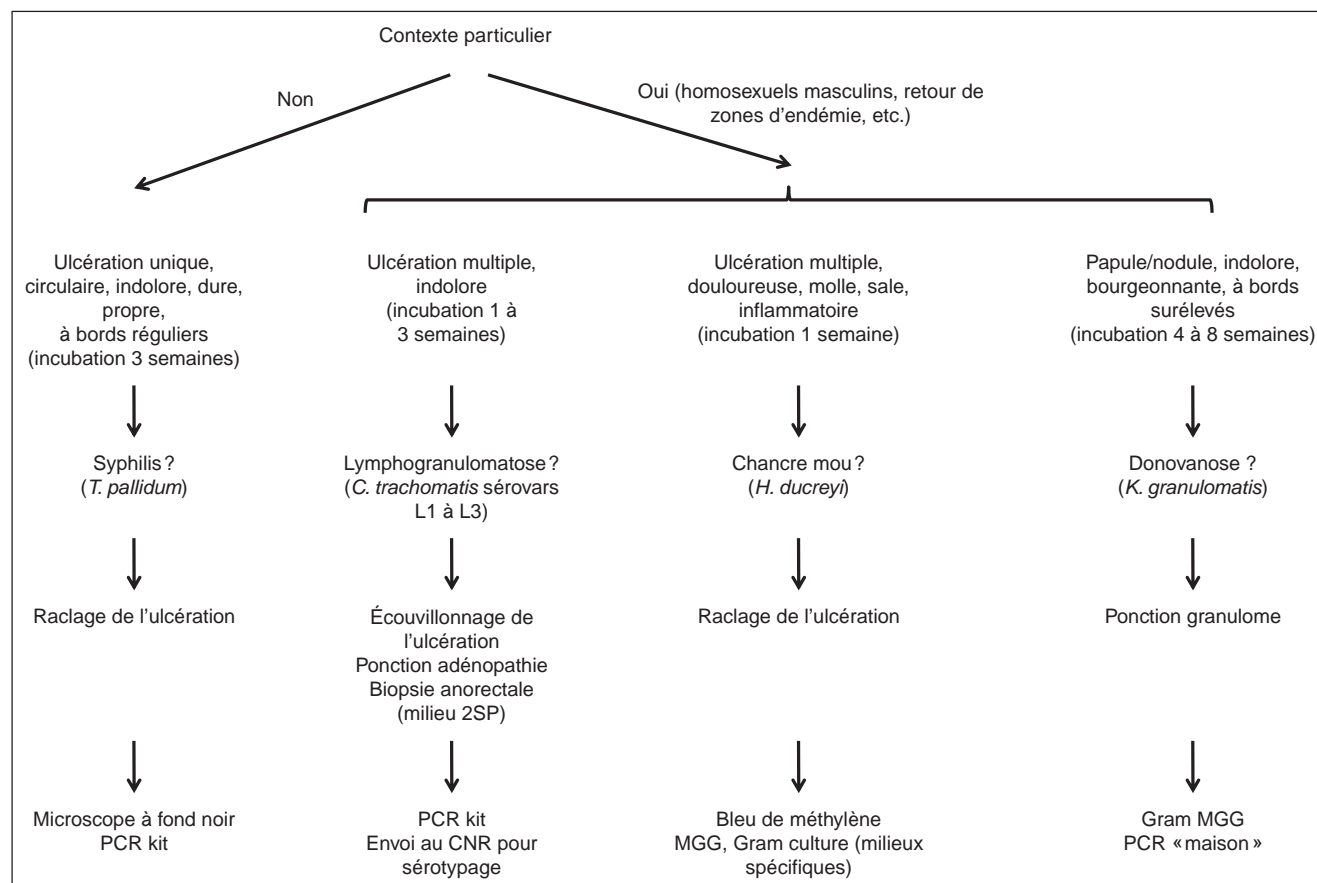 Contexte particulier
Non
Oui (homosexuels masculins, retour de
zones d'endémie, etc.)
Ulcération unique,
circulaire, indolore, dure,
propre,
à bords réguliers
(incubation 3 semaines)
Ulcération multiple,
indolore
(incubation 1 à
3 semaines)
Ulcération multiple,
douloureuse, molle, sale,
inflammatoire
(incubation 1 semaine)
Papule/nodule, indolore,
bourgeonnante, à bords
surélevés
(incubation 4 à 8 semaines)
Syphilis ?
(T. pallidum)
Lymphogranulomatose ?
(C. trachomatis sérovars
L1 à L3)
Chancre mou ?
(H. ducreyi)
Donovanose ?
(K. granulomatis)
Raclage de l'ulcération
Écouvillonnage de
l'ulcération
Ponction adénopathie
Biopsie anorectale
(milieu 2SP)
Raclage de l'ulcération
Ponction granulome
Microscope à fond noir
PCR kit
PCR kit
Envoi au CNR pour
sérotypage
Bleu de méthylène
MGG, Gram culture (milieux
spécifiques)
Gram MGG
PCR « maison »